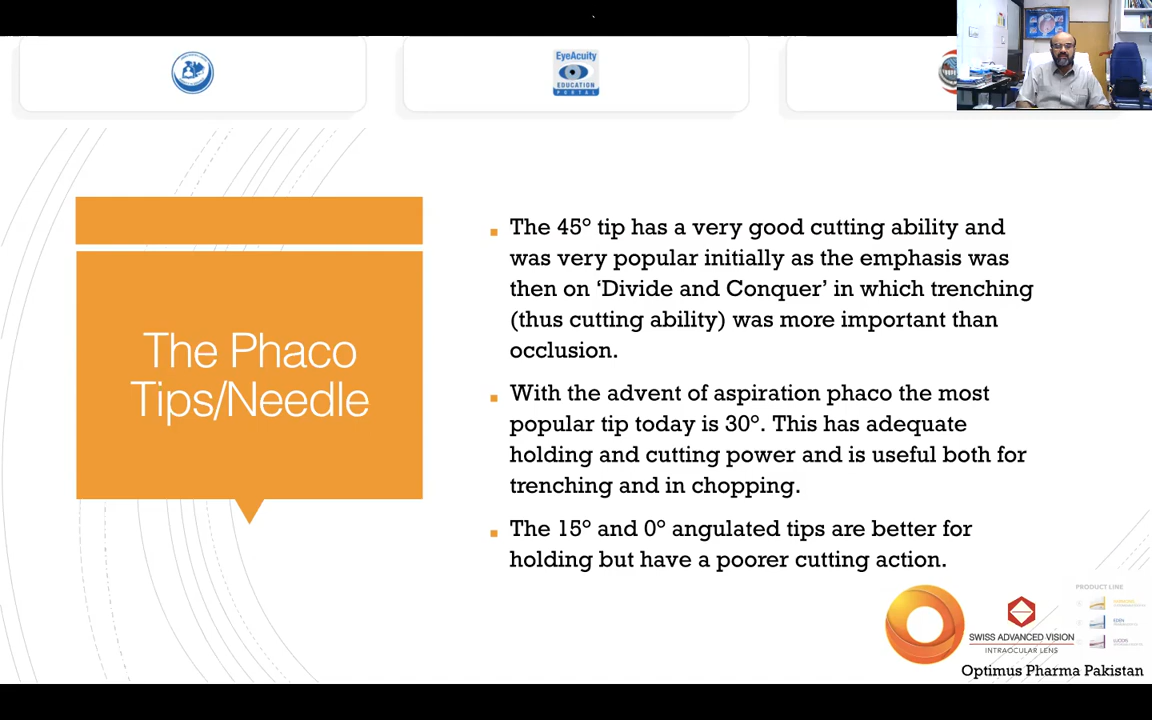 EyeAcuity
EDUCATION
PORTAL
The Phaco
Tips/Needle
The 45° tip has a very good cutting ability and
was very popular initially as the emphasis was
then on ‘Divide and Conquer’ in which trenching
(thus cutting ability) was more important than
occlusion.
With the advent of aspiration phaco the most
popular tip today is 30°. This has adequate
holding and cutting power and is useful both for
trenching and in chopping.
The 15° and 0° angulated tips are better for
holding but have a poorer cutting action.
SWISS ADVANCED VISION
INTRAOCULAR LENS
PRODUCT LINE
EDEN
LUCIDIS
Optimus Pharma Pakistan